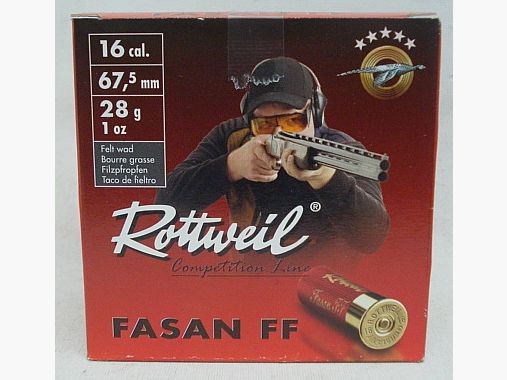 16 cal.
67,5 mm
28 g
1 oz
Felt wad
Bourre grasse
Filzpfropfen
Taco de fieltro
Rottweil ®
Competition Line
FASAN FF